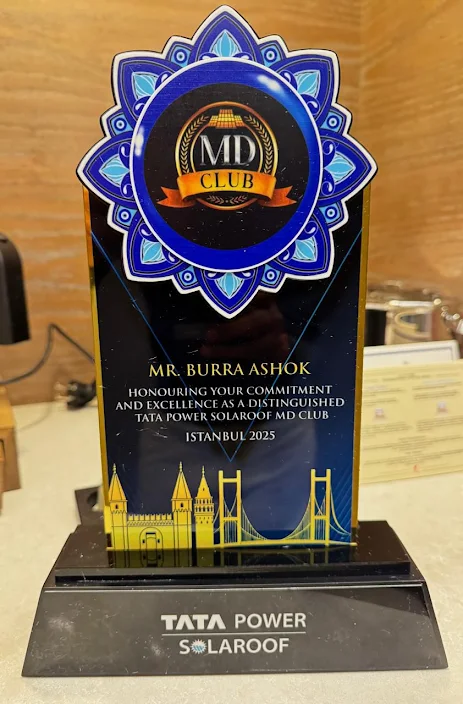 MD
CLUB
MR. BURRA ASHOK
HONOURING YOUR COMMITMENT
AND EXCELLENCE AS A DISTINGUISHED
TATA POWER SOLAROOF MD CLUB
ISTANBUL 2025
TATA POWER
SOLAROOF